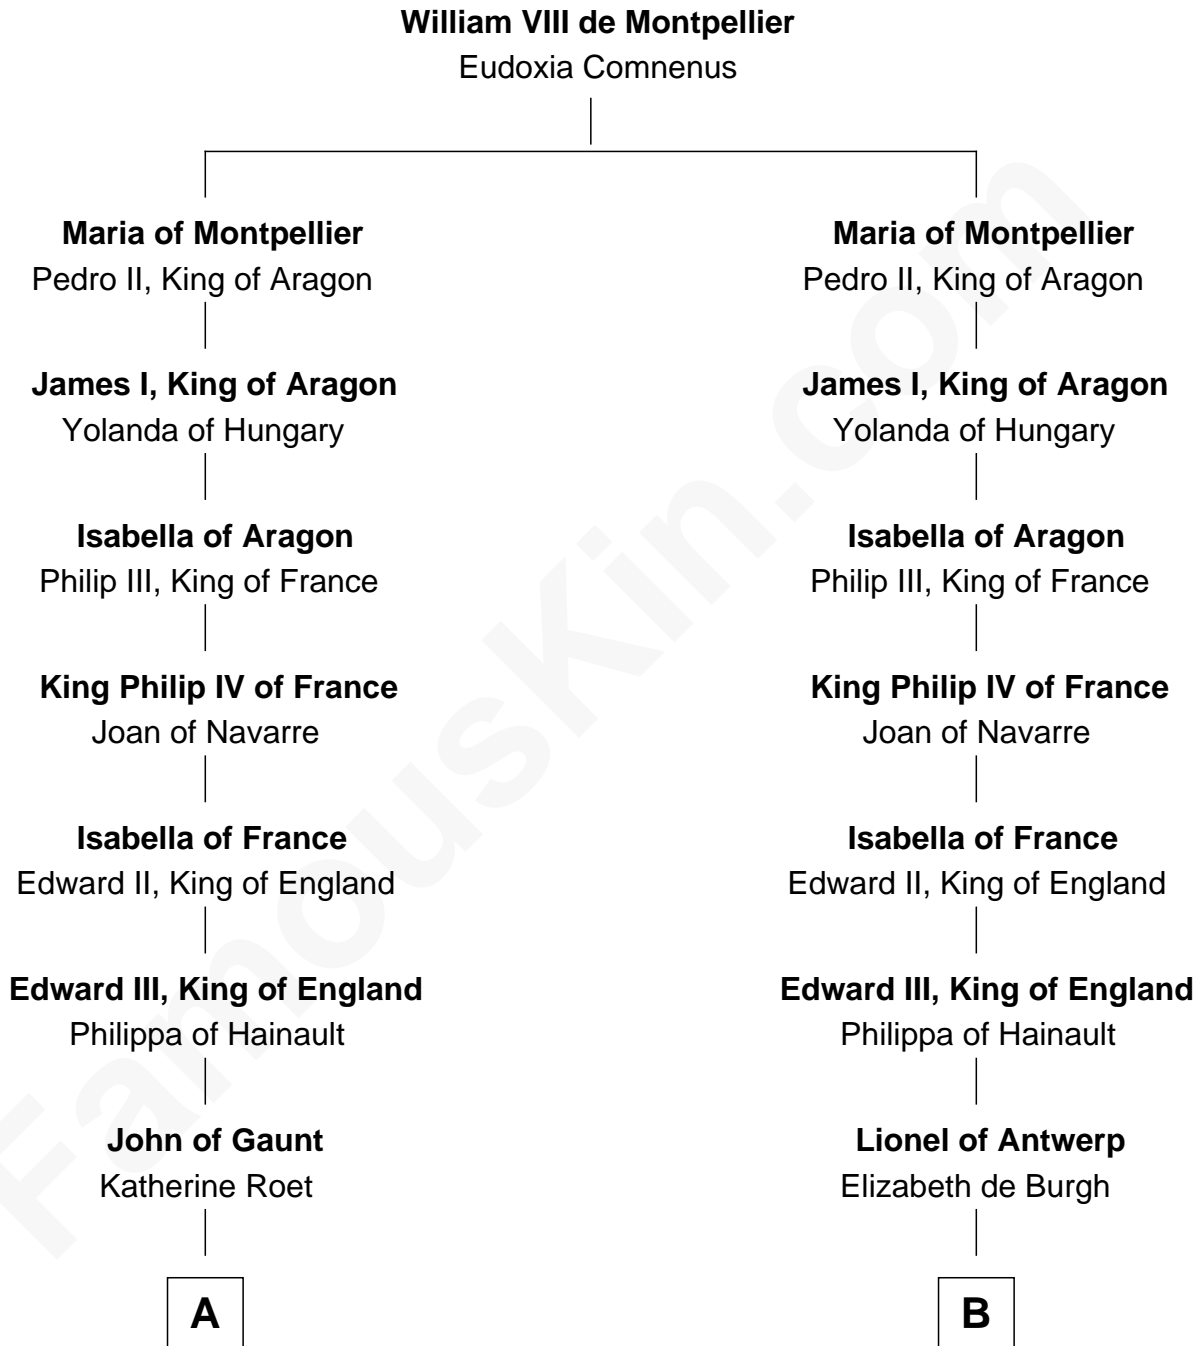 William VIII de Montpellier
Eudoxia Comnenus
Maria of Montpellier
Pedro II, King of Aragon
Maria of Montpellier
Pedro II, King of Aragon
James I, King of Aragon
Yolanda of Hungary
James I, King of Aragon
Yolanda of Hungary
Isabella of Aragon
Philip III, King of France
Isabella of Aragon
Philip III, King of France
King Philip IV of France
Joan of Navarre
King Philip IV of France
Joan of Navarre
Isabella of France
Edward II, King of England
Isabella of France
Edward II, King of England
Edward III, King of England
Philippa of Hainault
Edward III, King of England
Philippa of Hainault
John of Gaunt
Katherine Roet
Lionel of Antwerp
Elizabeth de Burgh
A
B
FamousKin.com